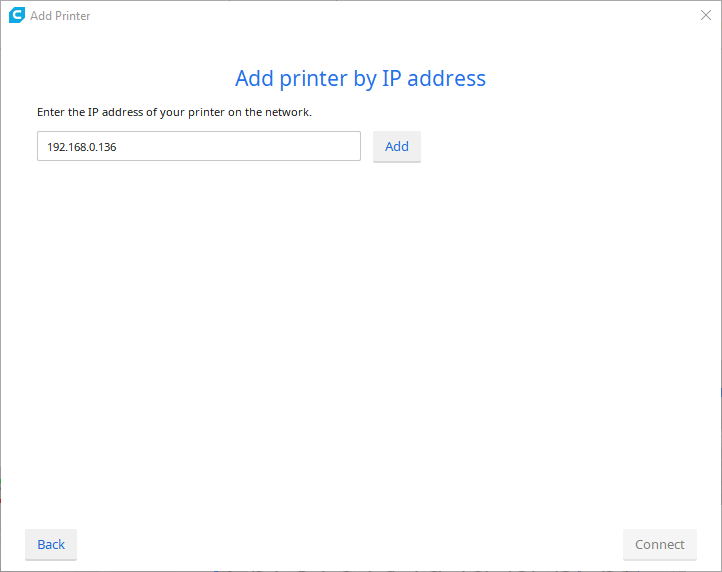 Add Printer
Add printer by IP address
Enter the IP address of your printer on the network.
192.168.0.136
Add
Back
Connect